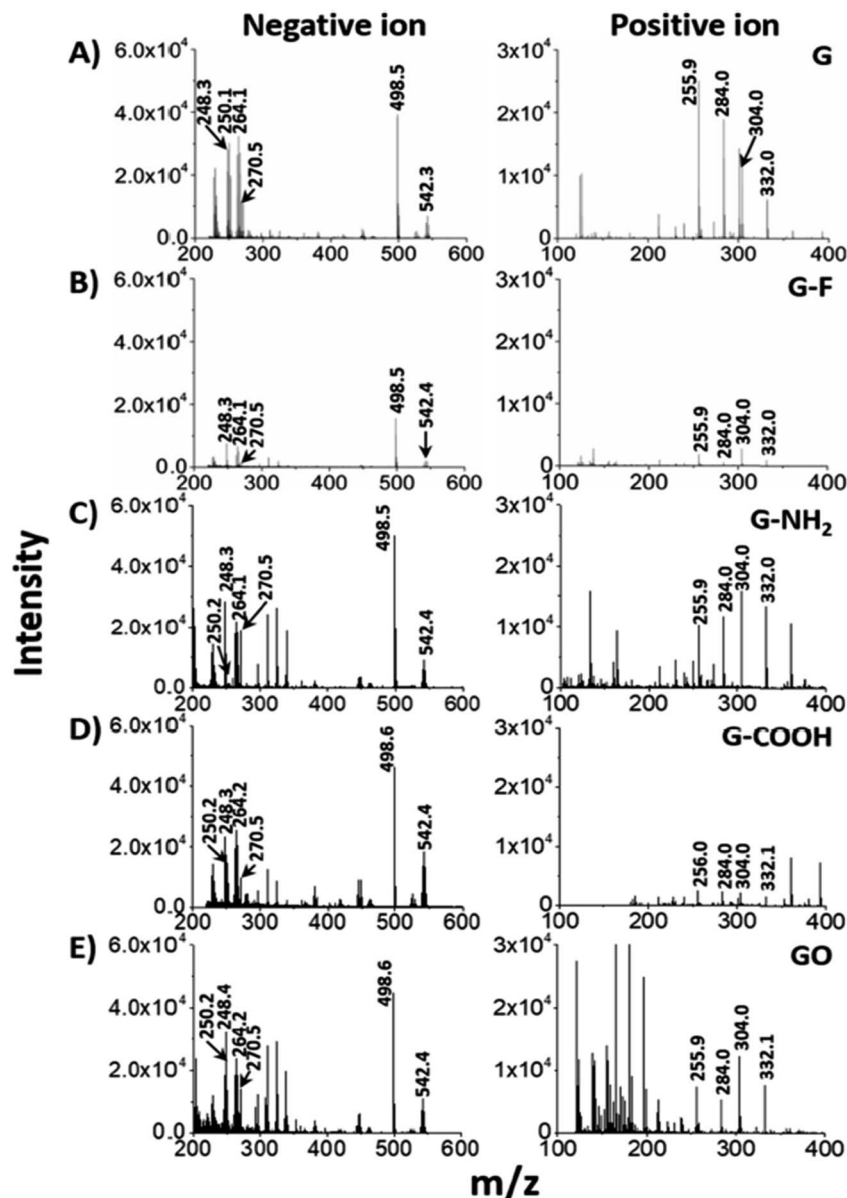 Negative ion
Positive ion
Intensity
A)
6.0x10⁴
4.0x10⁴
2.0x10⁴
0.0
248.3
250.1
264.1
270.5
498.5
542.3
200 300 400 500 600
G
3x10⁴
2x10⁴
1x10⁴
0
255.9
284.0
304.0
332.0
100 200 300 400
B)
6.0x10⁴
4.0x10⁴
2.0x10⁴
0.0
248.3
264.1
270.5
498.5
542.4
200 300 400 500 600
G-F
3x10⁴
2x10⁴
1x10⁴
0
255.9
284.0
304.0
332.0
100 200 300 400
C)
6.0x10⁴
4.0x10⁴
2.0x10⁴
0.0
250.2
248.3
264.1
270.5
498.5
542.4
200 300 400 500 600
G-NH₂
3x10⁴
2x10⁴
1x10⁴
0
255.9
284.0
304.0
332.0
100 200 300 400
D)
6.0x10⁴
4.0x10⁴
2.0x10⁴
0.0
250.2
248.3
264.2
270.5
498.6
542.4
200 300 400 500 600
G-COOH
3x10⁴
2x10⁴
1x10⁴
0
256.0
284.0
304.0
332.1
100 200 300 400
E)
6.0x10⁴
4.0x10⁴
2.0x10⁴
0.0
250.2
248.4
264.2
270.5
498.6
542.4
200 300 400 500 600
GO
3x10⁴
2x10⁴
1x10⁴
0
255.9
284.0
304.0
332.1
100 200 300 400
m/z